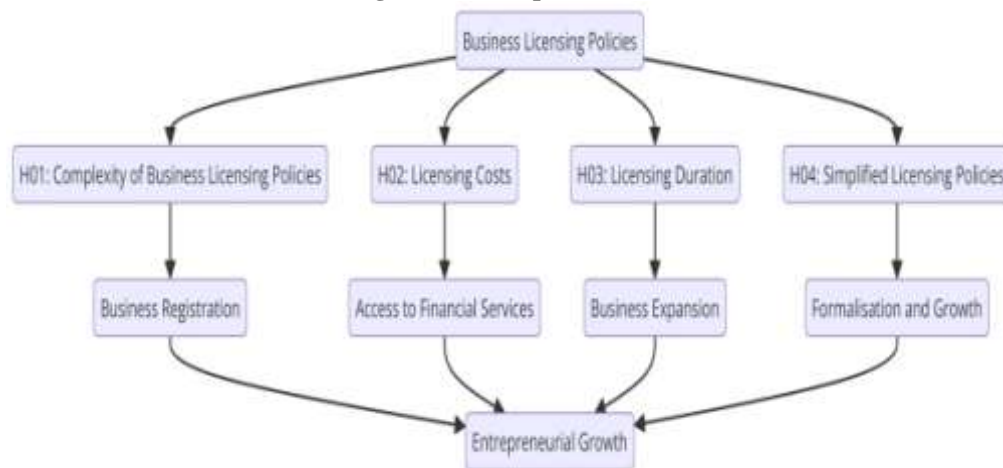 Business Licensing Policies
H01: Complexity of Business Licensing Policies
H02: Licensing Costs
H03: Licensing Duration
H04: Simplified Licensing Policies
Business Registration
Access to Financial Services
Business Expansion
Formalisation and Growth
Entrepreneurial Growth